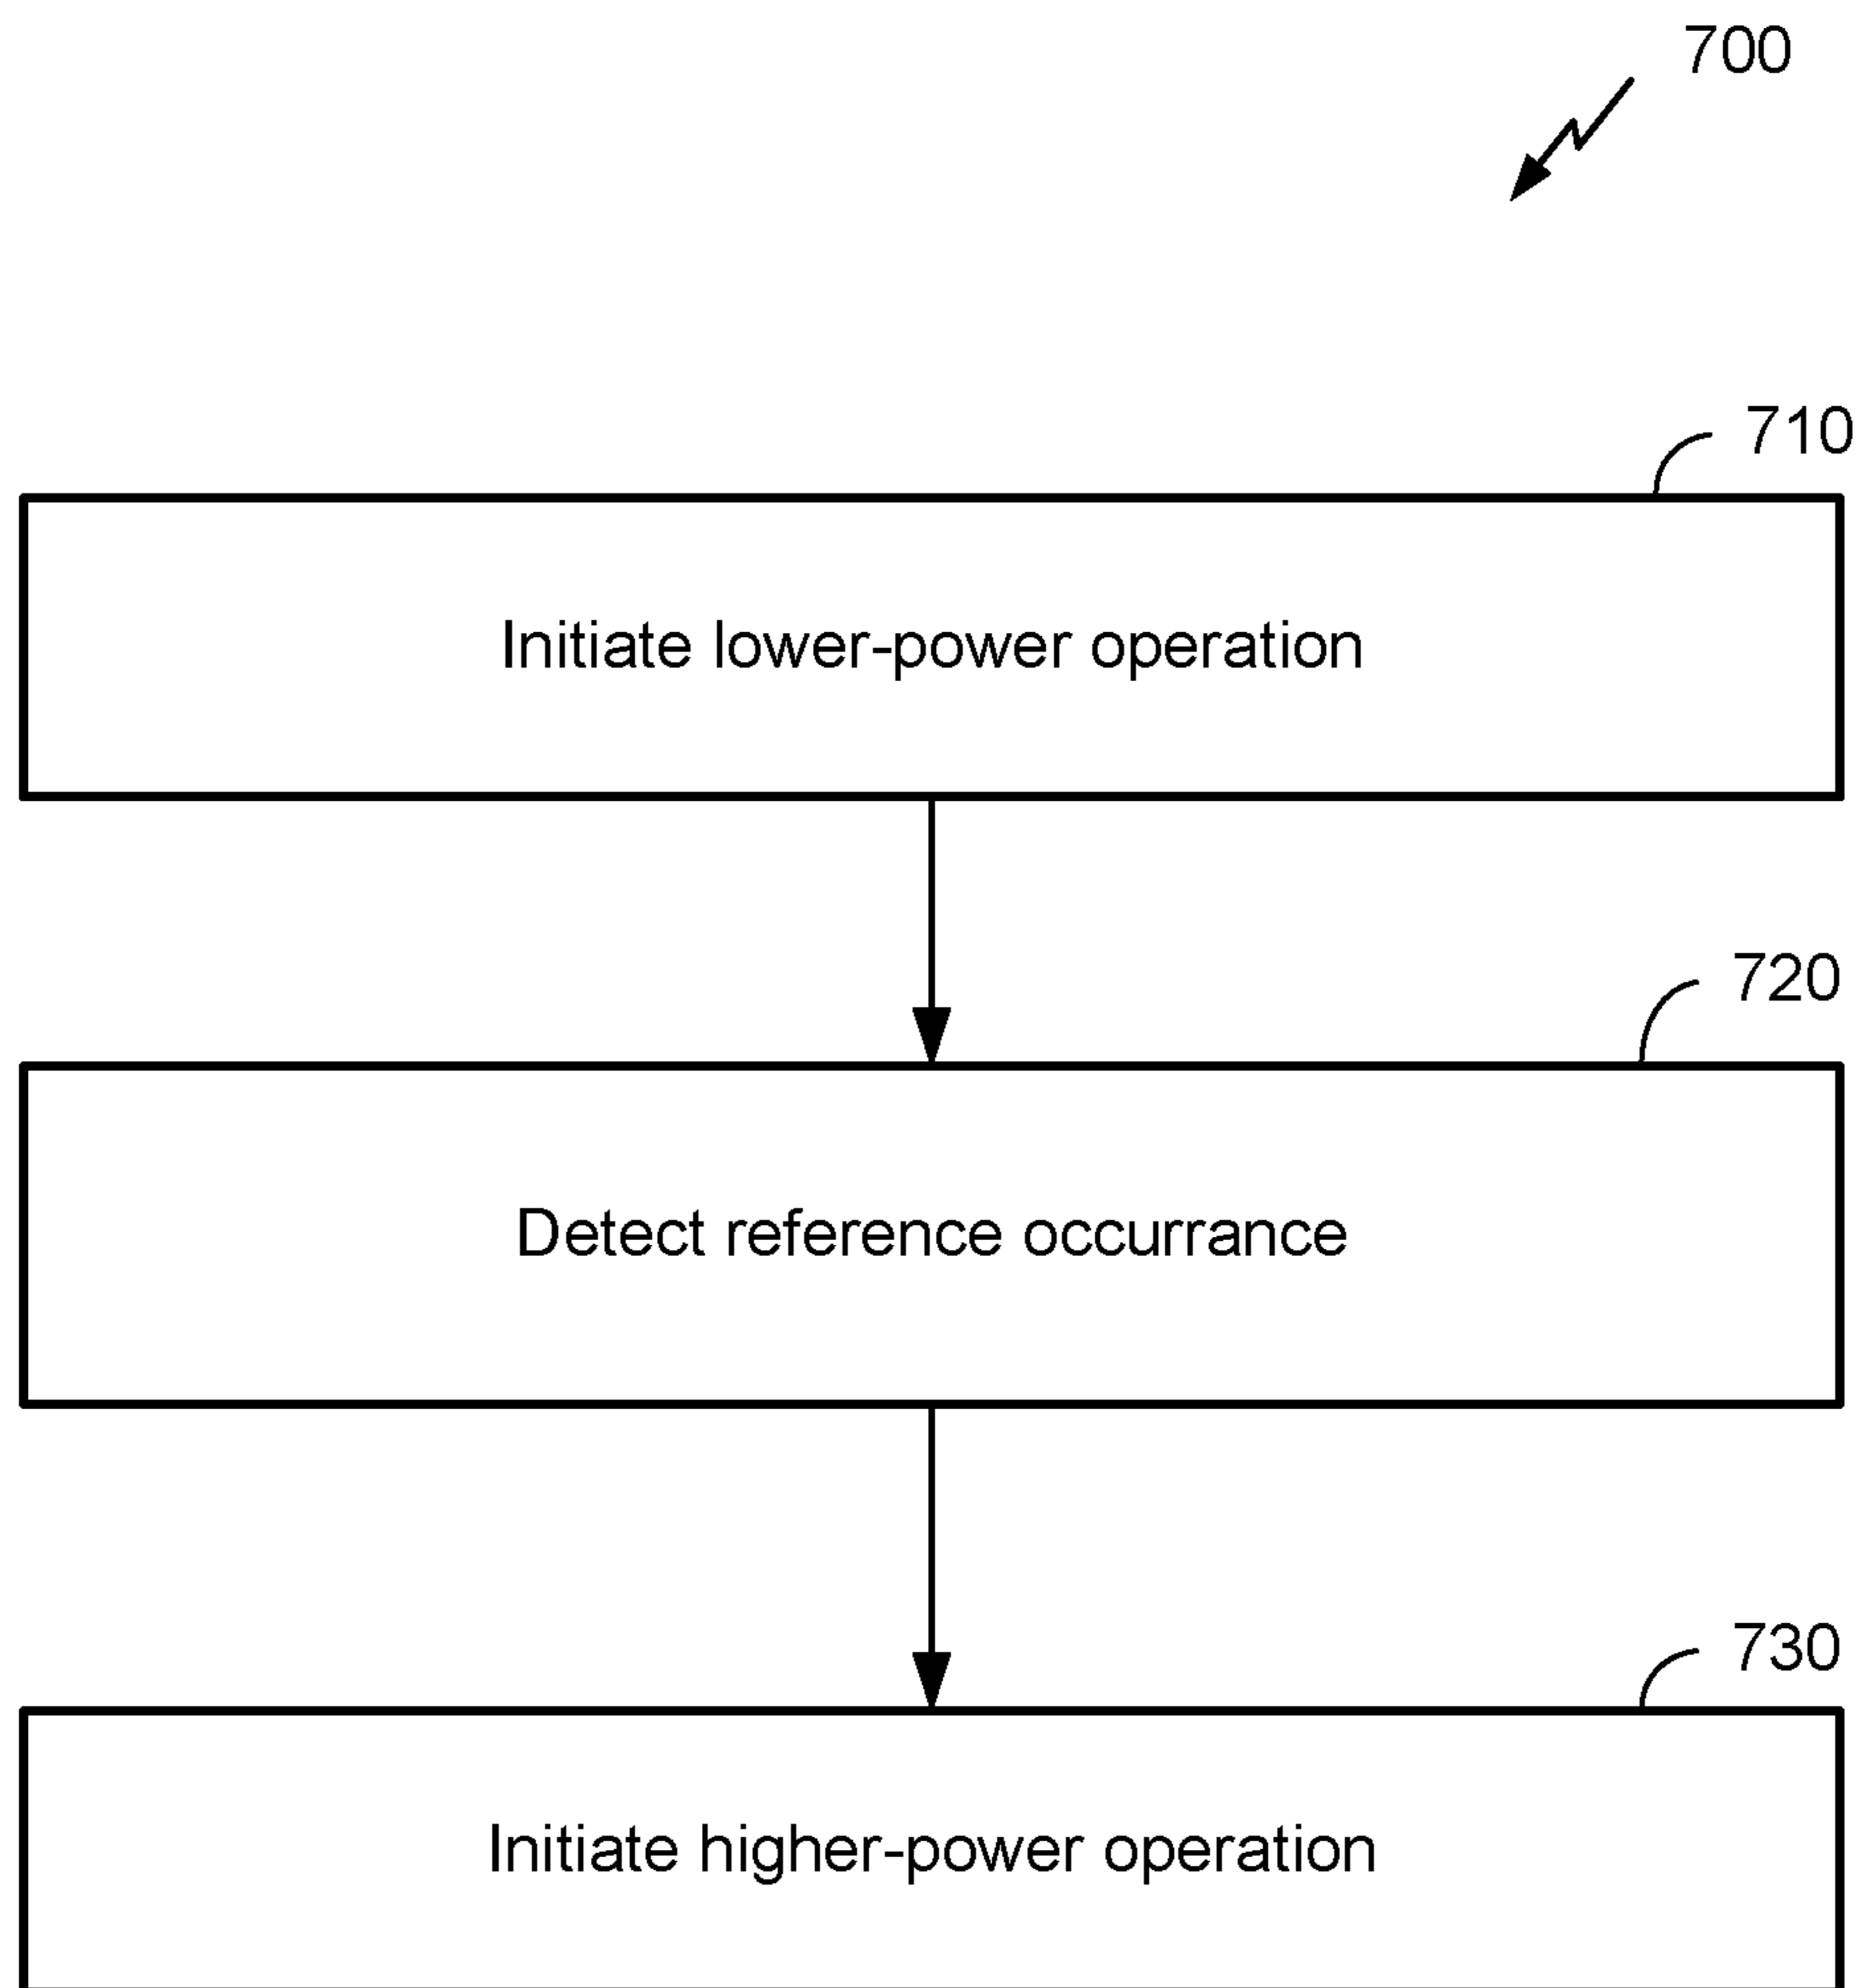 700
710
Initiate lower-power operation
720
Detect reference occurrance
730
Initiate higher-power operation